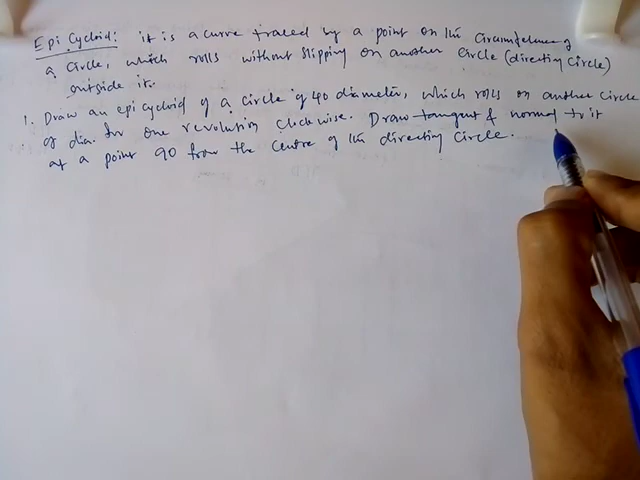 Epi Cycloid: it is a curve traced by a point on the circumference of
a circle, which rolls without slipping on another circle (directing circle)
outside it.
1. Draw an epi cycloid of a circle of 40 diameter, which rolls on another circle
of dia. for one revolution clockwise. Draw tangent & normal to it
at a point 90 from the centre of the directing circle.